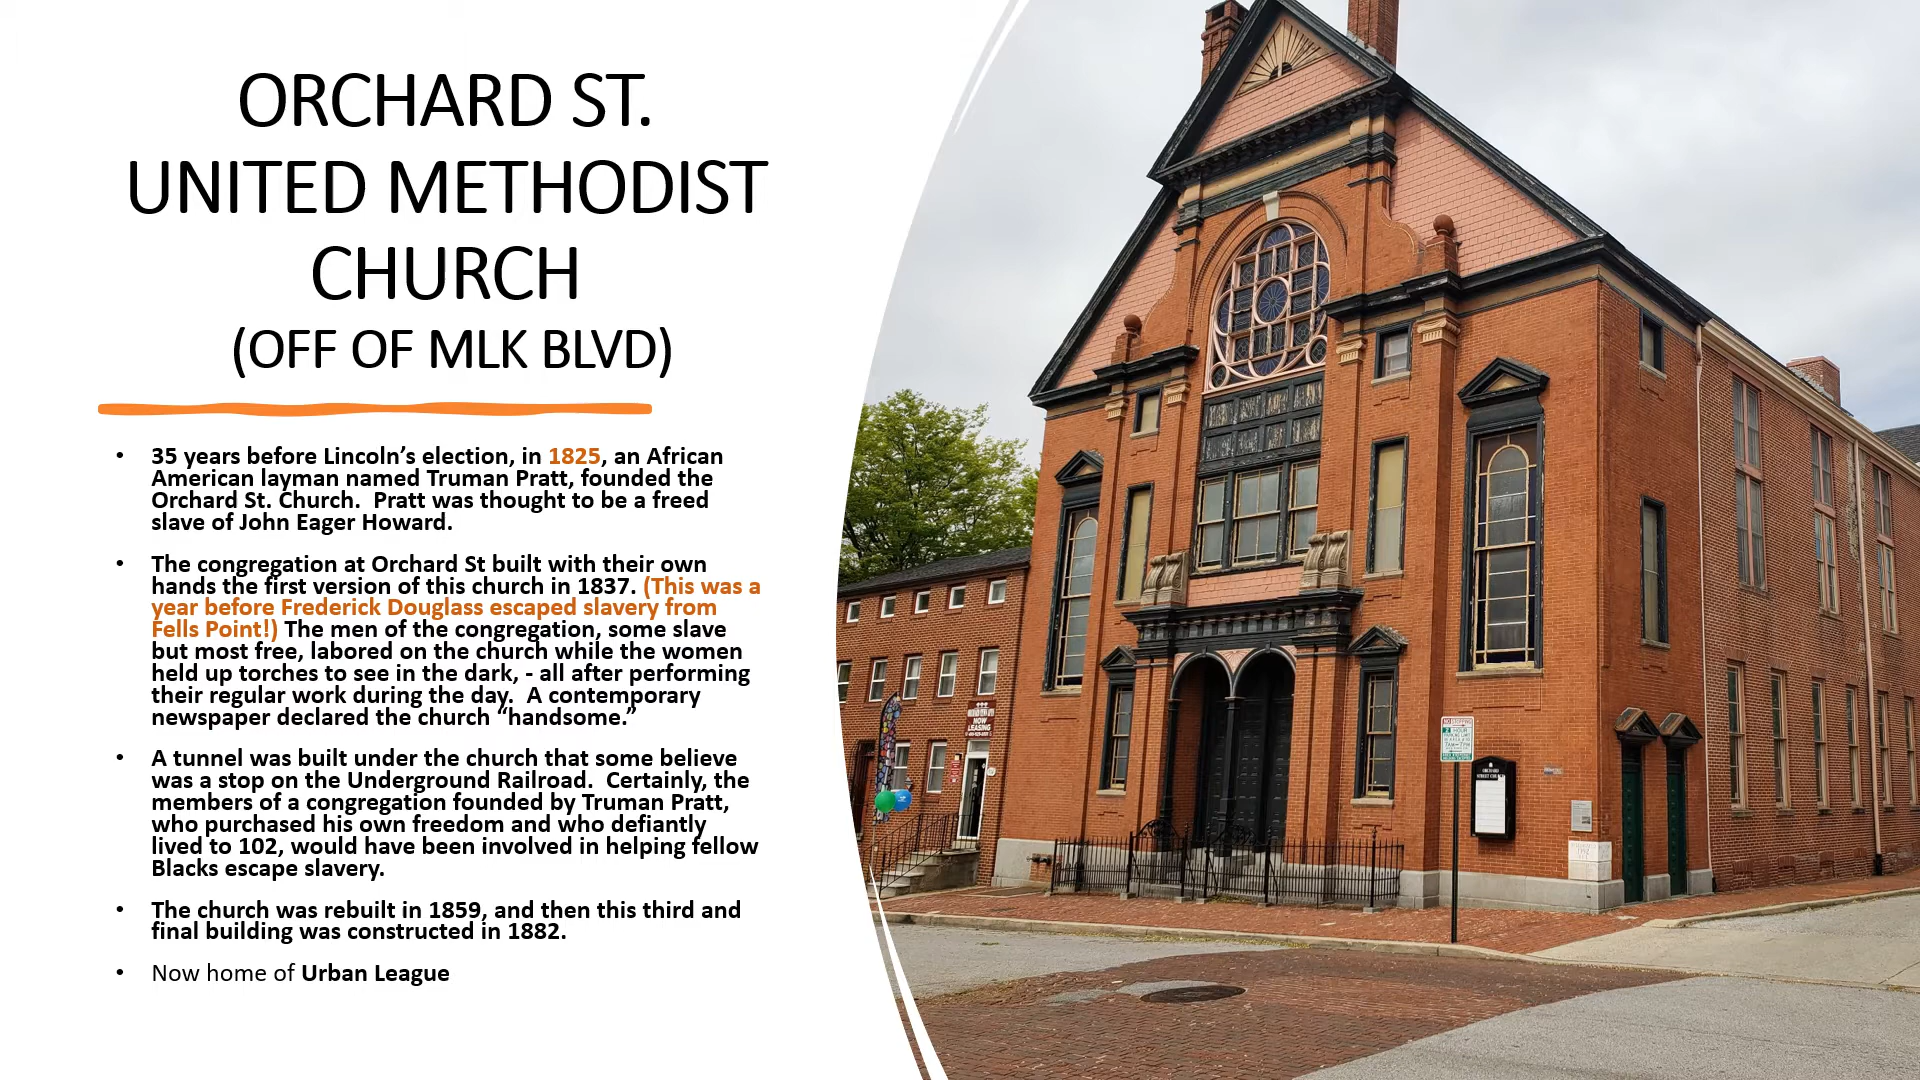 ORCHARD ST.
UNITED METHODIST
CHURCH
(OFF OF MLK BLVD)
• 35 years before Lincoln’s election, in 1825, an African
American layman named Truman Pratt, founded the
Orchard St. Church.  Pratt was thought to be a freed
slave of John Eager Howard.
• The congregation at Orchard St built with their own
hands the first version of this church in 1837. (This was a
year before Frederick Douglass escaped slavery from
Fells Point!) The men of the congregation, some slave
but most free, labored on the church while the women
held up torches to see in the dark, - all after performing
their regular work during the day.  A contemporary
newspaper declared the church “handsome.”
• A tunnel was built under the church that some believe
was a stop on the Underground Railroad.  Certainly, the
members of a congregation founded by Truman Pratt,
who purchased his own freedom and who defiantly
lived to 102, would have been involved in helping fellow
Blacks escape slavery.
• The church was rebuilt in 1859, and then this third and
final building was constructed in 1882.
• Now home of Urban League
NOW
LEASING
NO STOPPING
2 HOUR
ORCHARD